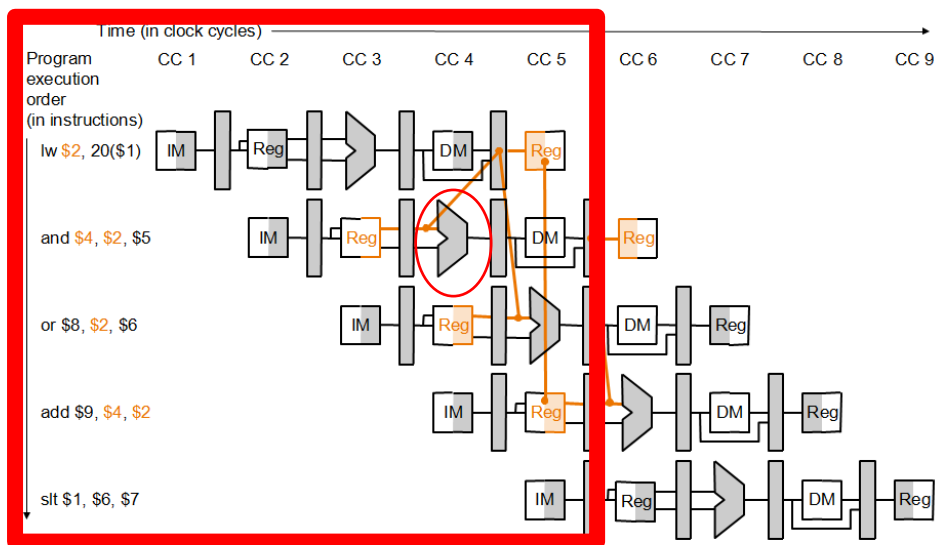 Time (in clock cycles)
Program execution order (in instructions)
CC 1 CC 2 CC 3 CC 4 CC 5 CC 6 CC 7 CC 8 CC 9
lw $2, 20($1) IM Reg DM Reg
and $4, $2, $5 IM Reg DM Reg
or $8, $2, $6 IM Reg DM Reg
add $9, $4, $2 IM Reg DM Reg
slt $1, $6, $7 IM Reg DM Reg